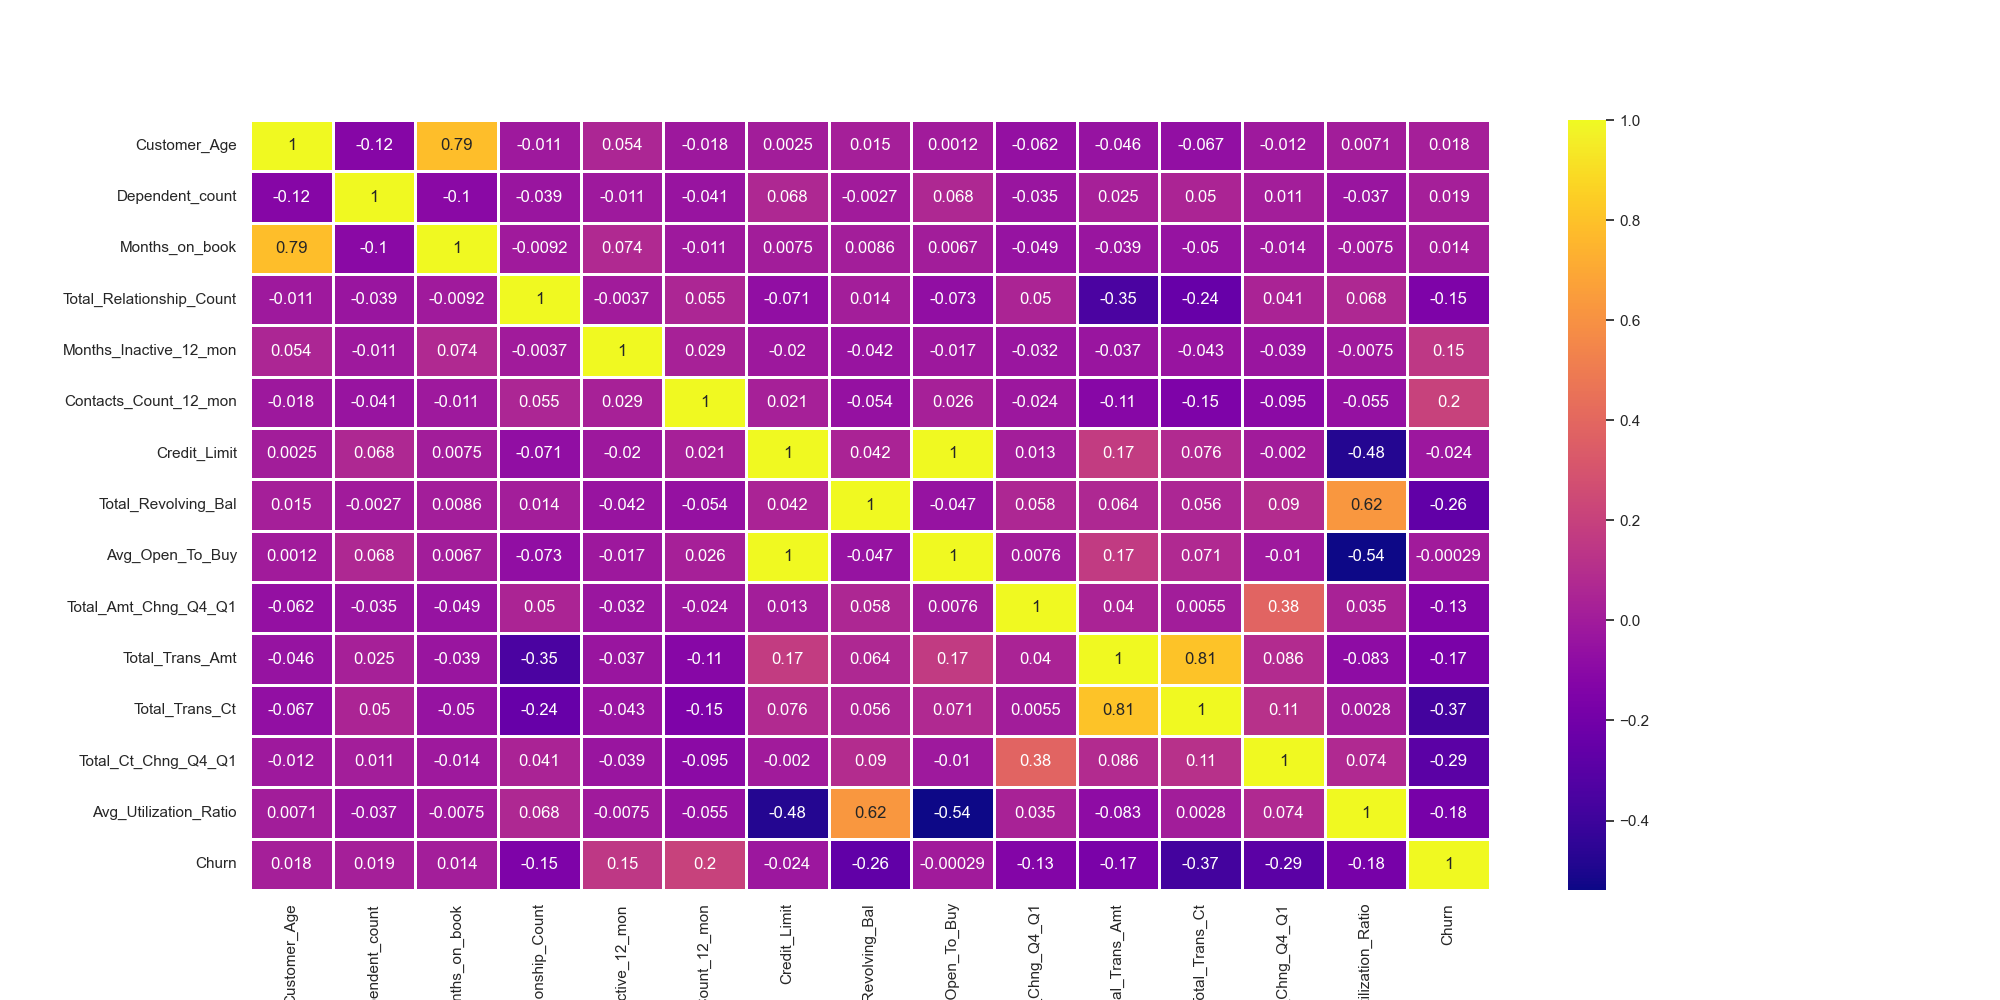 Customer_Age 1 -0.12 0.79 -0.011 0.054 -0.018 0.0025 0.015 0.0012 -0.062 -0.046 -0.067 -0.012 0.0071 0.018
Dependent_count -0.12 1 -0.1 -0.039 -0.011 -0.041 0.068 -0.0027 0.068 -0.035 0.025 0.05 0.011 -0.037 0.019
Months_on_book 0.79 -0.1 1 -0.0092 0.074 -0.011 0.0075 0.0086 0.0067 -0.049 -0.039 -0.05 -0.014 -0.0075 0.014
Total_Relationship_Count -0.011 -0.039 -0.0092 1 -0.0037 0.055 -0.071 0.014 -0.073 0.05 -0.35 -0.24 0.041 0.068 -0.15
Months_Inactive_12_mon 0.054 -0.011 0.074 -0.0037 1 0.029 -0.02 -0.042 -0.017 -0.032 -0.037 -0.043 -0.039 -0.0075 0.15
Contacts_Count_12_mon -0.018 -0.041 -0.011 0.055 0.029 1 0.021 -0.054 0.026 -0.024 -0.11 -0.15 -0.095 -0.055 0.2
Credit_Limit 0.0025 0.068 0.0075 -0.071 -0.02 0.021 1 0.042 1 0.013 0.17 0.076 -0.002 -0.48 -0.024
Total_Revolving_Bal 0.015 -0.0027 0.0086 0.014 -0.042 -0.054 0.042 1 -0.047 0.058 0.064 0.056 0.09 0.62 -0.26
Avg_Open_To_Buy 0.0012 0.068 0.0067 -0.073 -0.017 0.026 1 -0.047 1 0.0076 0.17 0.071 -0.01 -0.54 -0.00029
Total_Amt_Chng_Q4_Q1 -0.062 -0.035 -0.049 0.05 -0.032 -0.024 0.013 0.058 0.0076 1 0.04 0.0055 0.38 0.035 -0.13
Total_Trans_Amt -0.046 0.025 -0.039 -0.35 -0.037 -0.11 0.17 0.064 0.17 0.04 1 0.81 0.086 -0.083 -0.17
Total_Trans_Ct -0.067 0.05 -0.05 -0.24 -0.043 -0.15 0.076 0.056 0.071 0.0055 0.81 1 0.11 0.0028 -0.37
Total_Ct_Chng_Q4_Q1 -0.012 0.011 -0.014 0.041 -0.039 -0.095 -0.002 0.09 -0.01 0.38 0.086 0.11 1 0.074 -0.29
Avg_Utilization_Ratio 0.0071 -0.037 -0.0075 0.068 -0.0075 -0.055 -0.48 0.62 -0.54 0.035 -0.083 0.0028 0.074 1 -0.18
Churn 0.018 0.019 0.014 -0.15 0.15 0.2 -0.024 -0.26 -0.00029 -0.13 -0.17 -0.37 -0.29 -0.18 1
Customer_Age
endent_count
nths_on_book
onship_Count
ctive_12_mon
ount_12_mon
Credit_Limit
Revolving_Bal
Open_To_Buy
_Chng_Q4_Q1
al_Trans_Amt
Total_Trans_Ct
Chng_Q4_Q1
ilization_Ratio
Churn
1.0
0.8
0.6
0.4
0.2
0.0
−0.2
−0.4